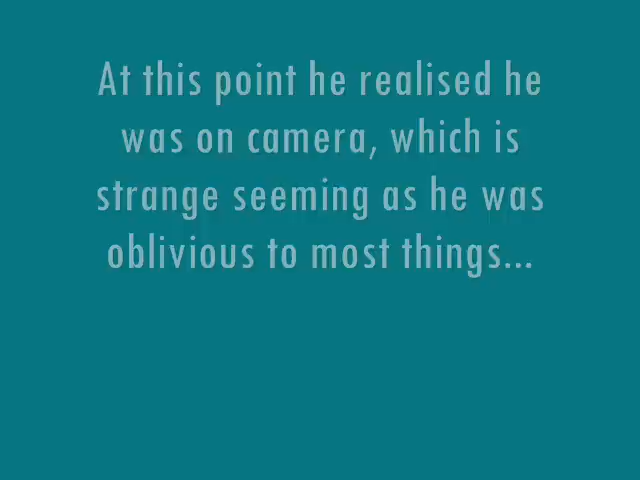 At this point he realised he
was on camera, which is
strange seeming as he was
oblivious to most things...